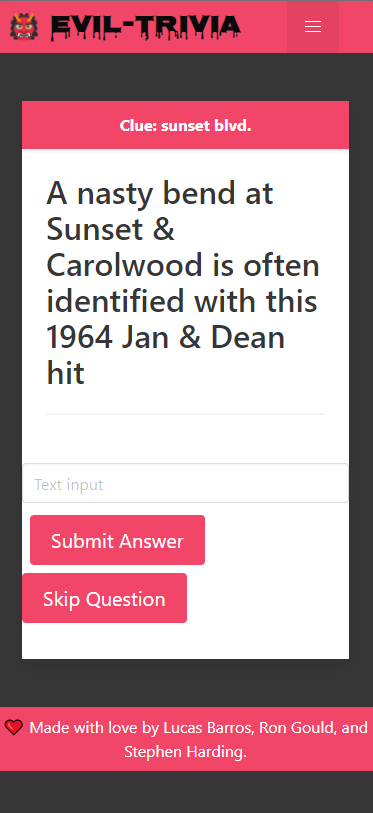 EVIL-TRIVIA
Clue: sunset blvd.
A nasty bend at
Sunset &
Carolwood is often
identified with this
1964 Jan & Dean
hit
Text input
Submit Answer
Skip Question
Made with love by Lucas Barros, Ron Gould, and
Stephen Harding.